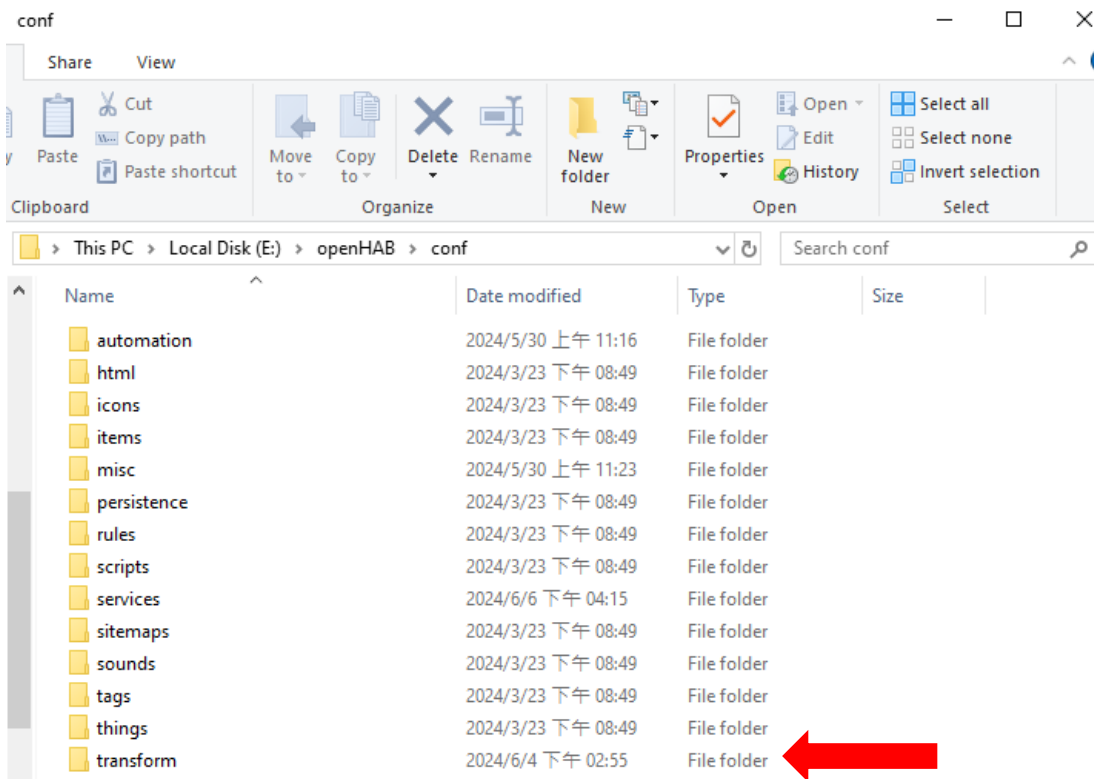 conf
Share View
Cut
Copy path
Paste shortcut
Paste
Move to
Copy to
Delete
Rename
New folder
Properties
Open
Edit
History
Select all
Select none
Invert selection
Clipboard Organize New Open Select
This PC > Local Disk (E:) > openHAB > conf Search conf
Name Date modified Type Size
automation 2024/5/30 上午 11:16 File folder
html 2024/3/23 下午 08:49 File folder
icons 2024/3/23 下午 08:49 File folder
items 2024/3/23 下午 08:49 File folder
misc 2024/5/30 上午 11:23 File folder
persistence 2024/3/23 下午 08:49 File folder
rules 2024/3/23 下午 08:49 File folder
scripts 2024/3/23 下午 08:49 File folder
services 2024/6/6 下午 04:15 File folder
sitemaps 2024/3/23 下午 08:49 File folder
sounds 2024/3/23 下午 08:49 File folder
tags 2024/3/23 下午 08:49 File folder
things 2024/3/23 下午 08:49 File folder
transform 2024/6/4 下午 02:55 File folder